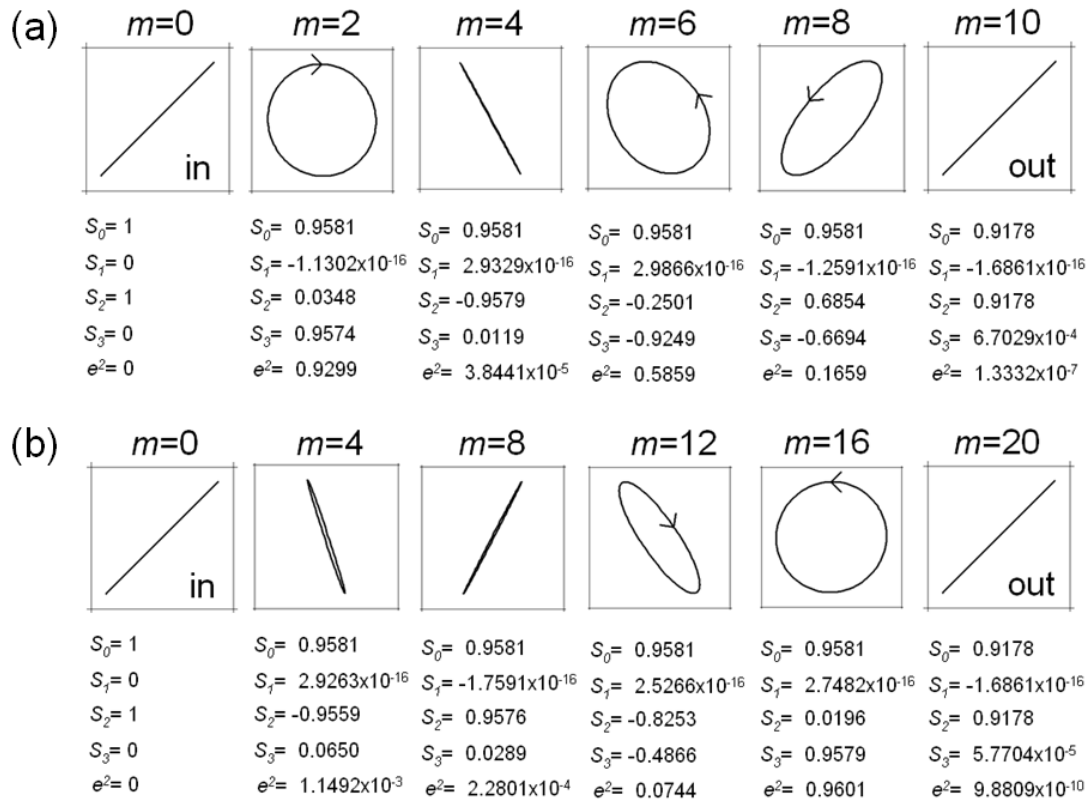 (a) m=0 m=2 m=4 m=6 m=8 m=10
in out
S₀= 1 S₀= 0.9581 S₀= 0.9581 S₀= 0.9581 S₀= 0.9581 S₀= 0.9178
S₁= 0 S₁= -1.1302x10⁻¹⁶ S₁= 2.9329x10⁻¹⁶ S₁= 2.9866x10⁻¹⁶ S₁= -1.2591x10⁻¹⁶ S₁= -1.6861x10⁻¹⁶
S₂= 1 S₂= 0.0348 S₂= -0.9579 S₂= -0.2501 S₂= 0.6854 S₂= 0.9178
S₃= 0 S₃= 0.9574 S₃= 0.0119 S₃= -0.9249 S₃= -0.6694 S₃= 6.7029x10⁻⁴
e²= 0 e²= 0.9299 e²= 3.8441x10⁻⁵ e²= 0.5859 e²= 0.1659 e²= 1.3332x10⁻⁷
(b) m=0 m=4 m=8 m=12 m=16 m=20
in out
S₀= 1 S₀= 0.9581 S₀= 0.9581 S₀= 0.9581 S₀= 0.9581 S₀= 0.9178
S₁= 0 S₁= 2.9263x10⁻¹⁶ S₁= -1.7591x10⁻¹⁶ S₁= 2.5266x10⁻¹⁶ S₁= 2.7482x10⁻¹⁶ S₁= -1.6861x10⁻¹⁶
S₂= 1 S₂= -0.9559 S₂= 0.9576 S₂= -0.8253 S₂= 0.0196 S₂= 0.9178
S₃= 0 S₃= 0.0650 S₃= 0.0289 S₃= -0.4866 S₃= 0.9579 S₃= 5.7704x10⁻⁵
e²= 0 e²= 1.1492x10⁻³ e²= 2.2801x10⁻⁴ e²= 0.0744 e²= 0.9601 e²= 9.8809x10⁻¹⁰